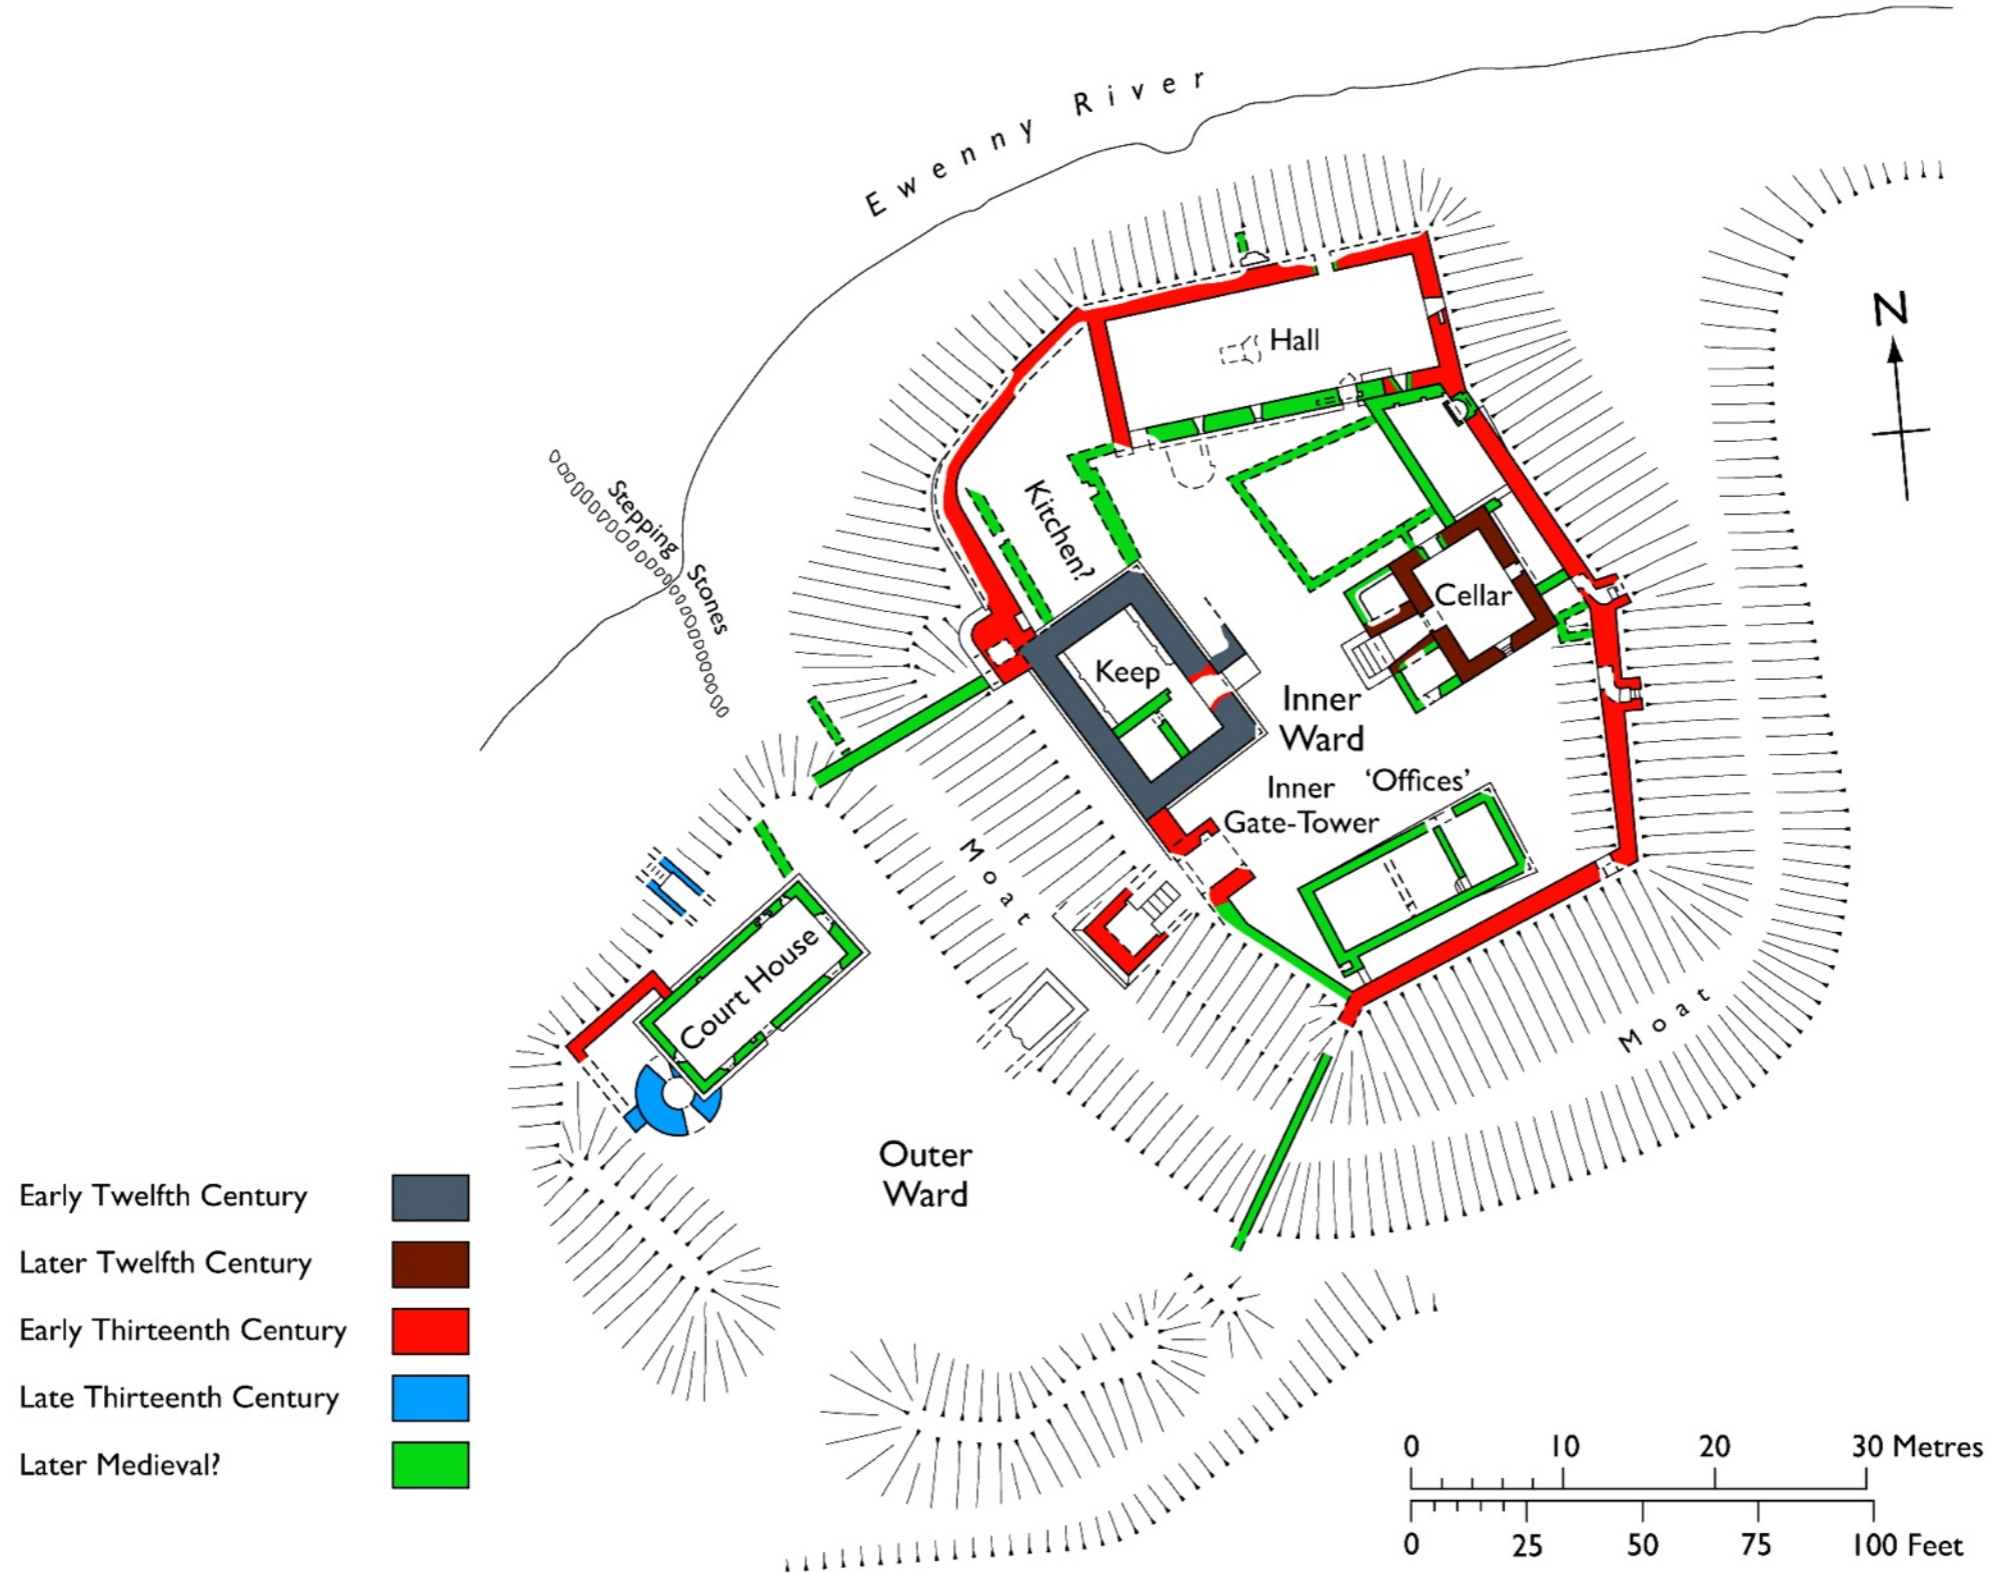 Ewenny River
N
Hall
Stepping
Stones
Kitchen?
Cellar
Keep
Inner
Ward
Inner
Gate-Tower
'Offices'
Moat
Court House
Moat
Outer
Ward
Early Twelfth Century
Later Twelfth Century
Early Thirteenth Century
Late Thirteenth Century
Later Medieval?
0 10 20 30 Metres
0 25 50 75 100 Feet